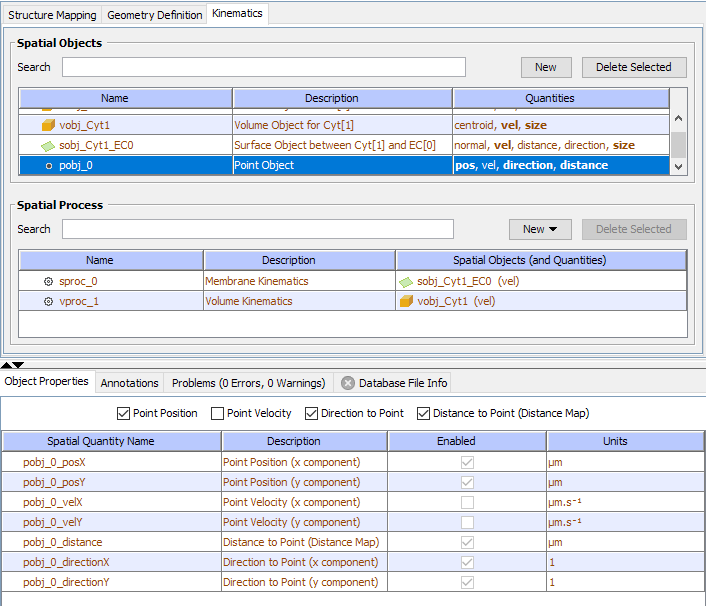 Structure Mapping Geometry Definition Kinematics
Spatial Objects
Search New Delete Selected
Name Description Quantities
vobj_Cyt1 Volume Object for Cyt[1] centroid, vel, size
sobj_Cyt1_EC0 Surface Object between Cyt[1] and EC[0] normal, vel, distance, direction, size
pobj_0 Point Object pos, vel, direction, distance
Spatial Process
Search New Delete Selected
Name Description Spatial Objects (and Quantities)
sproc_0 Membrane Kinematics sobj_Cyt1_EC0 (vel)
vproc_1 Volume Kinematics vobj_Cyt1 (vel)
Object Properties Annotations Problems (0 Errors, 0 Warnings) Database File Info
Point Position Point Velocity Direction to Point Distance to Point (Distance Map)
Spatial Quantity Name Description Enabled Units
pobj_0_posX Point Position (x component) µm
pobj_0_posY Point Position (y component) µm
pobj_0_velX Point Velocity (x component) µm.s⁻¹
pobj_0_velY Point Velocity (y component) µm.s⁻¹
pobj_0_distance Distance to Point (Distance Map) µm
pobj_0_directionX Direction to Point (x component) 1
pobj_0_directionY Direction to Point (y component) 1